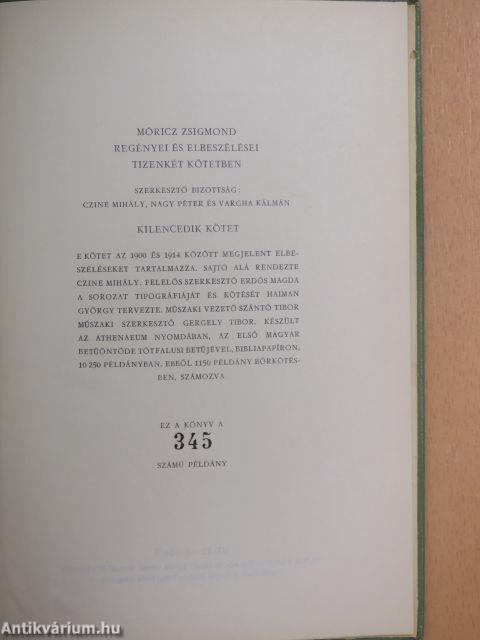 MÓRICZ ZSIGMOND
REGÉNYEI ÉS ELBESZÉLÉSEI
TIZENKÉT KÖTETBEN
SZERKESZTŐ BIZOTTSÁG:
CZINE MIHÁLY, NAGY PÉTER ÉS VARGHA KÁLMÁN
KILENCEDIK KÖTET
E KÖTET AZ 1900 ÉS 1914 KÖZÖTT MEGJELENT ELBE-
SZÉLÉSEKET TARTALMAZZA. SAJTÓ ALÁ RENDEZTE
CZINE MIHÁLY. FELELŐS SZERKESZTŐ ERDŐS MAGDA
A SOROZAT TIPOGRÁFIÁJÁT ÉS KÖTÉSÉT HAIMAN
GYÖRGY TERVEZTE. MŰSZAKI VEZETŐ SZÁNTÓ TIBOR
MŰSZAKI SZERKESZTŐ GERGELY TIBOR. KÉSZÜLT
AZ ATHENAEUM NYOMDÁBAN, AZ ELSŐ MAGYAR
BETŰÖNTÖDE TÓTFALUSI BETŰJÉVEL, BIBLIAPAPÍRON,
10 250 PÉLDÁNYBAN. EBBŐL 1150 PÉLDÁNY BŐRKÖTÉS-
BEN, SZÁMOZVA
EZ A KÖNYV A
345
SZÁMÚ PÉLDÁNY
Antikvárium.hu